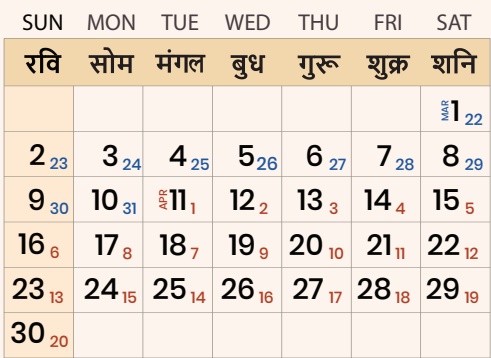 SUN MON TUE WED THU FRI SAT
रवि सोम मंगल बुध गुरू शुक्र शनि
MAR 1 22
2 23 3 24 4 25 5 26 6 27 7 28 8 29
9 30 10 31 APR 11 1 12 2 13 3 14 4 15 5
16 6 17 8 18 7 19 9 20 10 21 11 22 12
23 13 24 15 25 14 26 16 27 17 28 18 29 19
30 20